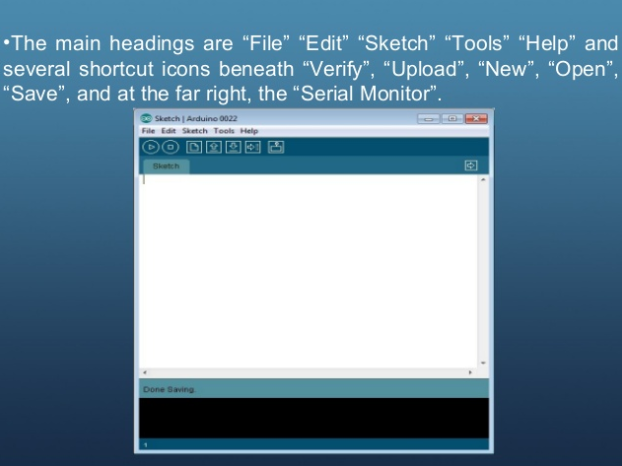 •The main headings are “File” “Edit” “Sketch” “Tools” “Help” and
several shortcut icons beneath “Verify”, “Upload”, “New”, “Open”,
“Save”, and at the far right, the “Serial Monitor”.
Sketch | Arduino 0022
File Edit Sketch Tools Help
Sketch
Done Saving.
1